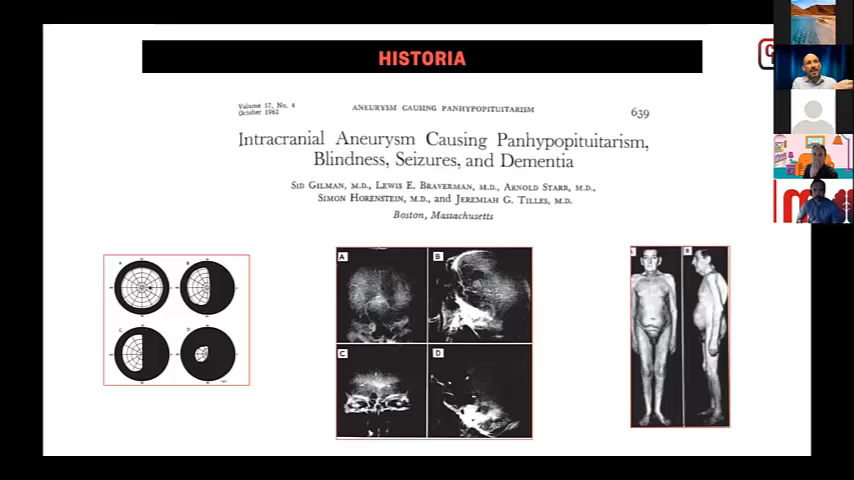 HISTORIA
Volume 57, No. 4
October 1962
ANEURYSM CAUSING PANHYPOPITUITARISM
639
Intracranial Aneurysm Causing Panhypopituitarism,
Blindness, Seizures, and Dementia
SID GILMAN, M.D., LEWIS E. BRAVERMAN, M.D., ARNOLD STARR, M.D.,
SIMON HORENSTEIN, M.D., and JEREMIAH G. TILLES, M.D.
Boston, Massachusetts
A
B
C
D
A
B
C
D
B